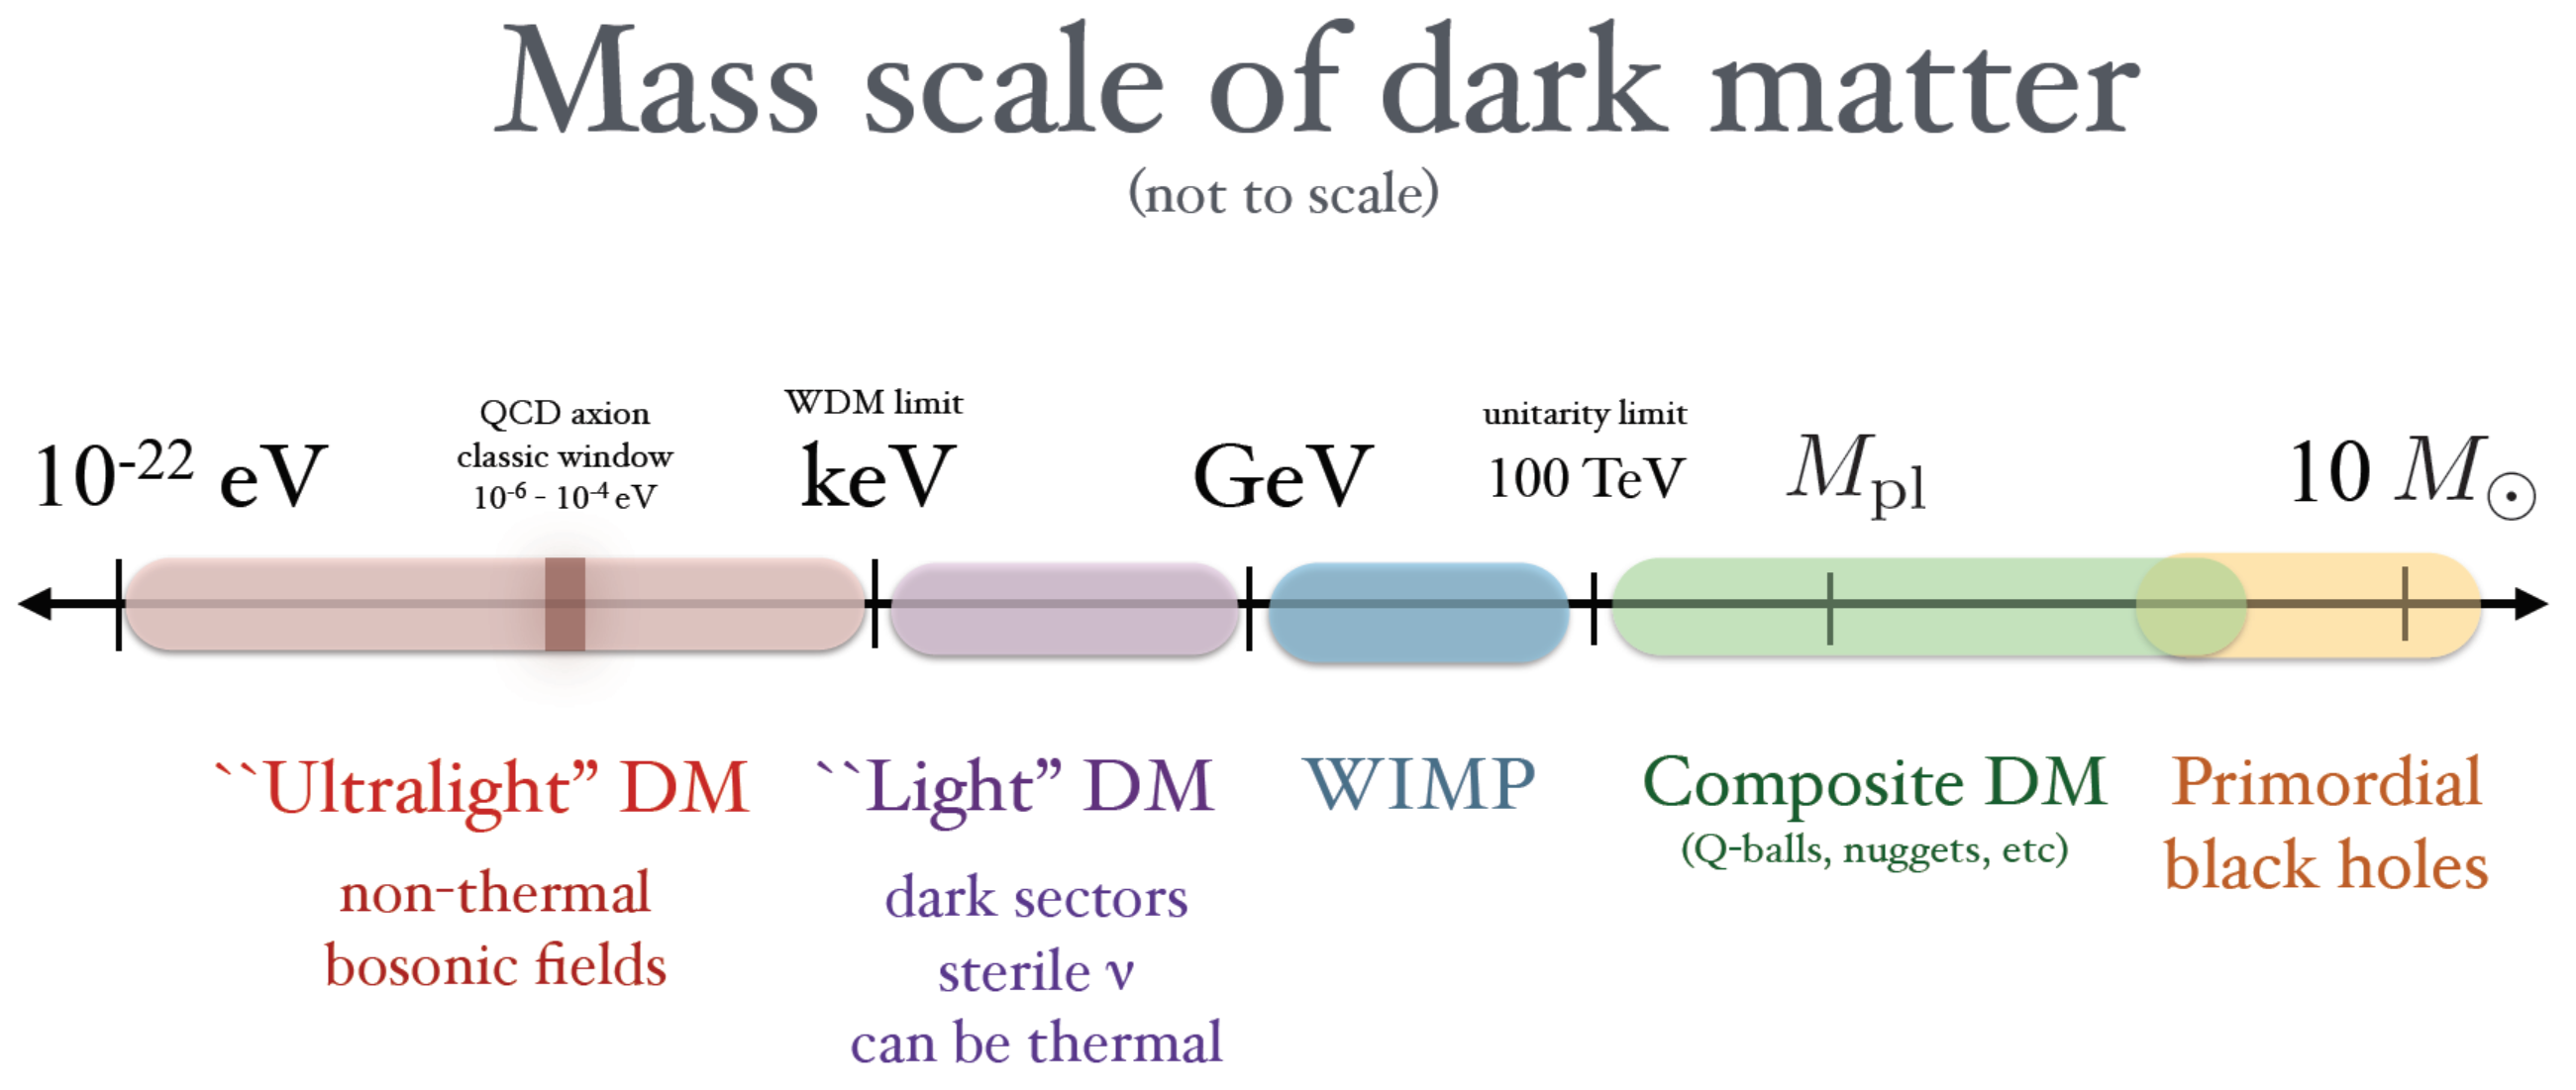 Mass scale of dark matter
(not to scale)
10⁻²² eV
QCD axion
classic window
10⁻⁶ - 10⁻⁴ eV
WDM limit
keV
GeV
unitarity limit
100 TeV
Mpl
10 M☉
``Ultralight” DM
non-thermal
bosonic fields
``Light” DM
dark sectors
sterile ν
can be thermal
WIMP
Composite DM
(Q-balls, nuggets, etc)
Primordial
black holes